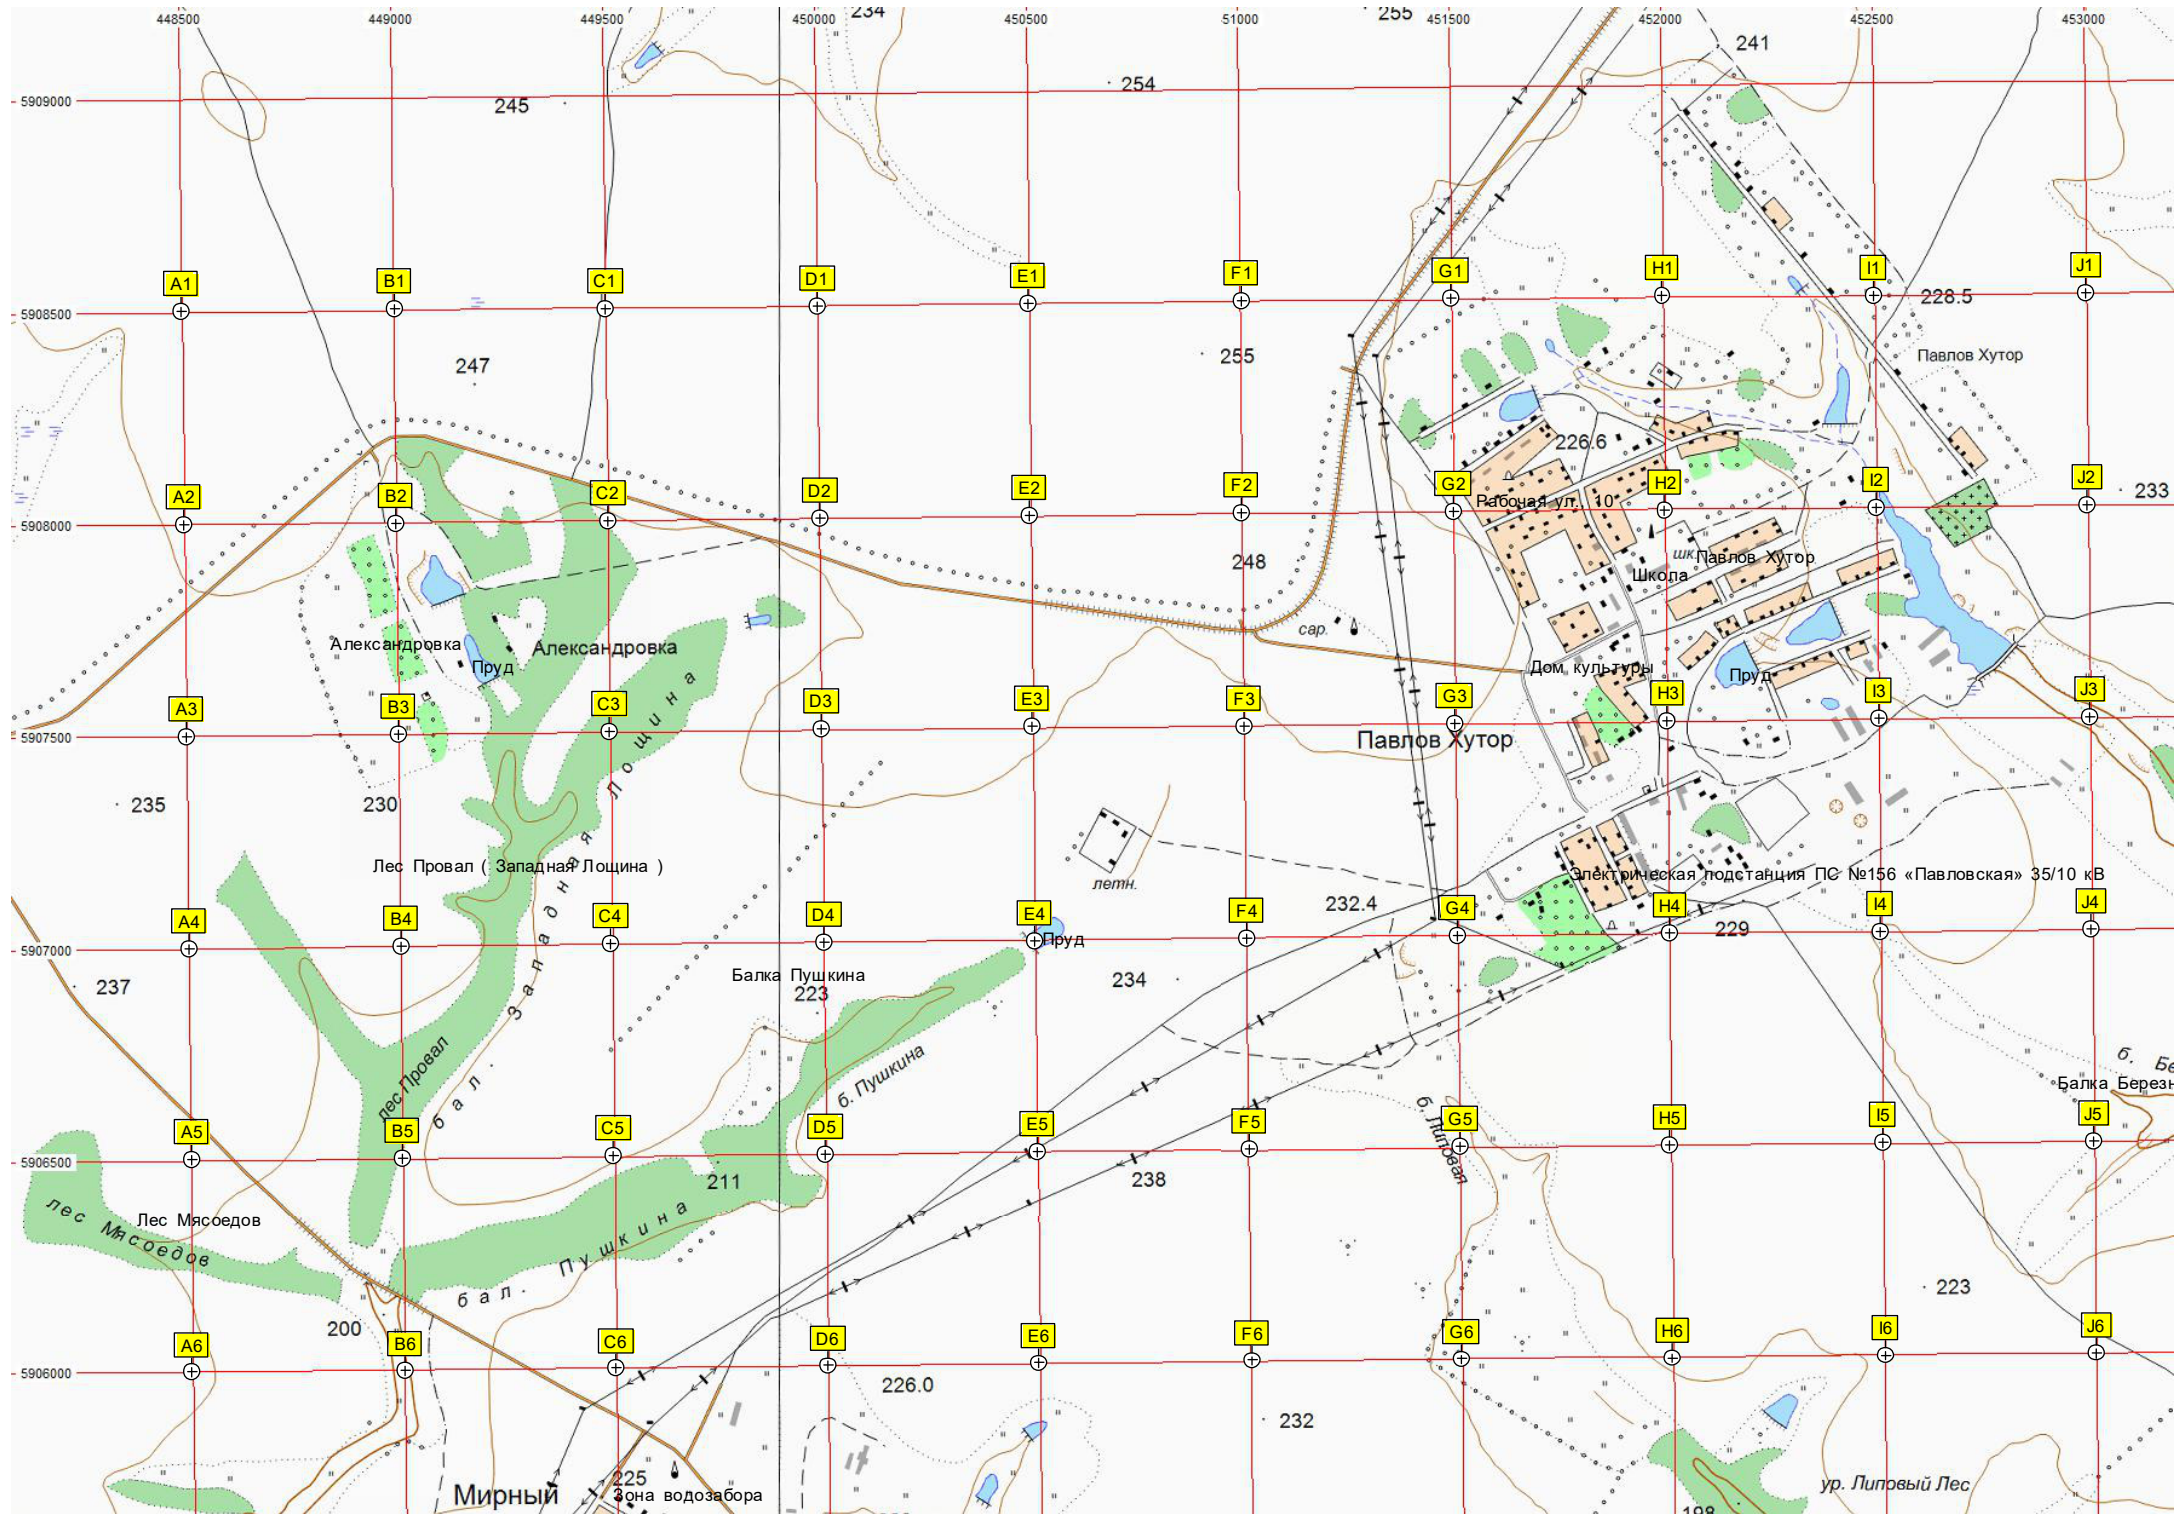 448500 449000 449500 450000 450500 451000 451500 452000 452500 453000
234 255 241
5909000 245 254
A1 B1 C1 D1 E1 F1 G1 H1 I1 J1
5908500 228.5
247 255 Павлов Хутор
226.6
A2 B2 C2 D2 E2 F2 G2 H2 I2 J2
Рабочая ул., 10 233
5908000
248 шк. Павлов Хутор
Школа
сар.
Александровка Александровка
Пруд Дом культуры Пруд
A3 B3 C3 D3 E3 F3 G3 H3 I3 J3
5907500 Павлов Хутор
235 230
Лес Провал ( Западная Лощина )
бал. Западная Лощина
летн. Электрическая подстанция ПС №156 «Павловская» 35/10 кВ
232.4
A4 B4 C4 D4 E4 F4 G4 H4 I4 J4
5907000 Пруд 229
Балка Пушкина
237 223 234
лес Провал б. Пушкина б. Бе
Балка Березн
A5 B5 C5 D5 E5 F5 G5 H5 I5 J5
5906500 б. Липовая
211 238
лес Мясоедов Лес Мясоедов
бал. Пушкина
200 223
A6 B6 C6 D6 E6 F6 G6 H6 I6 J6
5906000
226.0
232
225
Мирный Зона водозабора ур. Липовый Лес
198